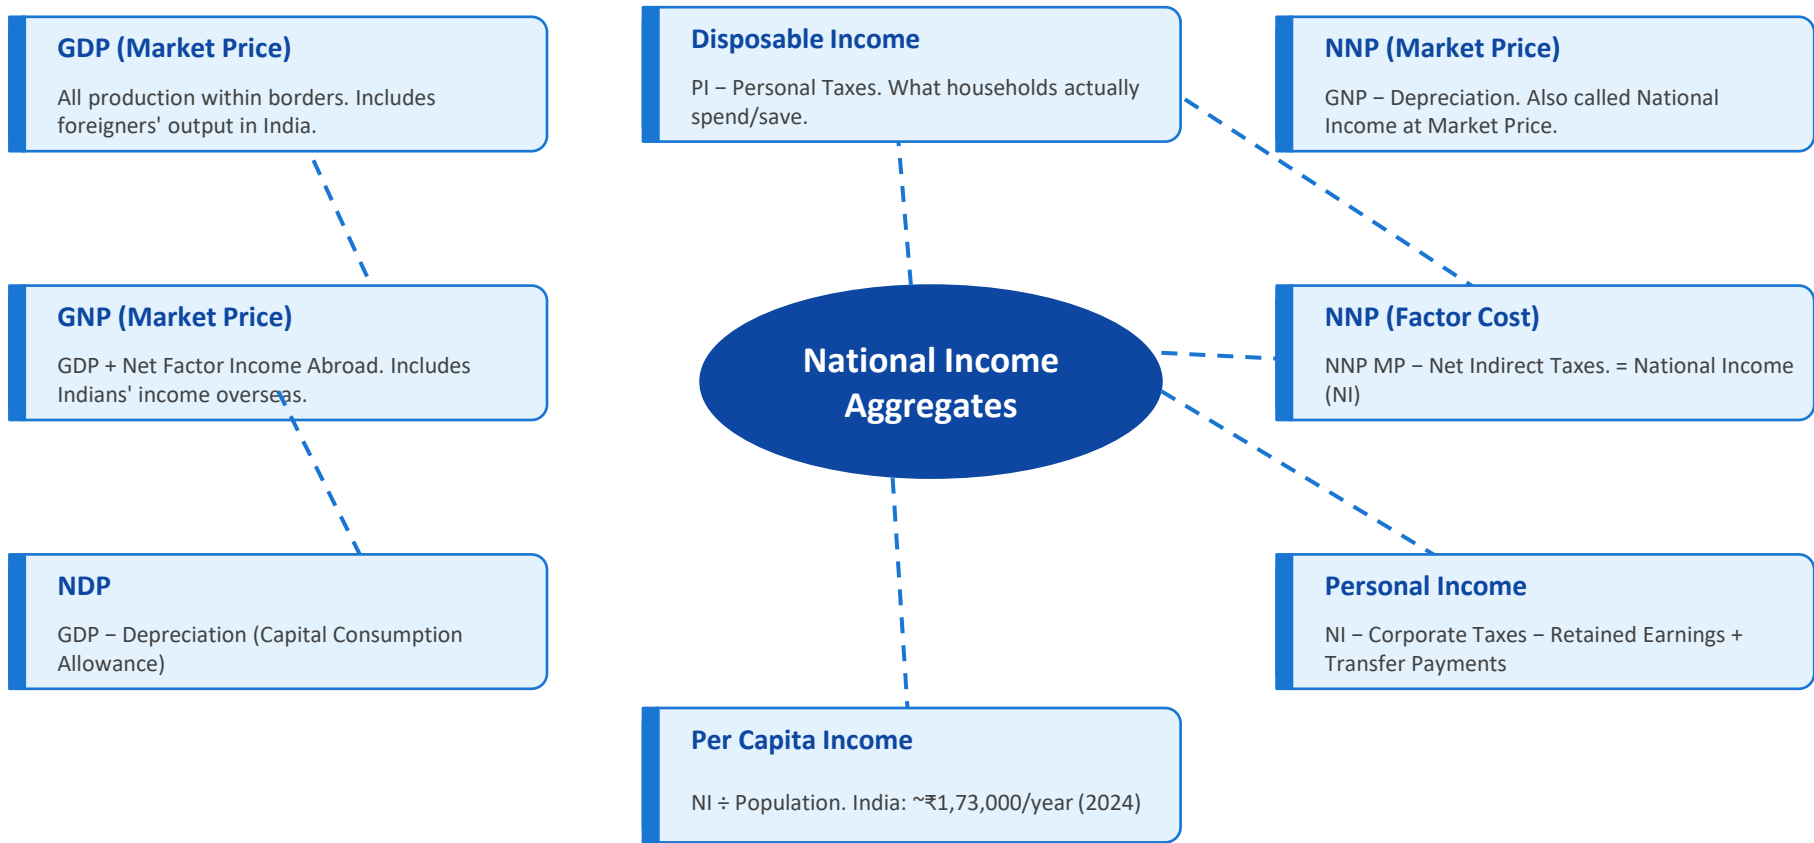 GDP (Market Price)
All production within borders. Includes
foreigners' output in India.
Disposable Income
PI − Personal Taxes. What households actually
spend/save.
NNP (Market Price)
GNP − Depreciation. Also called National
Income at Market Price.
GNP (Market Price)
GDP + Net Factor Income Abroad. Includes
Indians' income overseas.
National Income
Aggregates
NNP (Factor Cost)
NNP MP − Net Indirect Taxes. = National Income
(NI)
NDP
GDP − Depreciation (Capital Consumption
Allowance)
Personal Income
NI − Corporate Taxes − Retained Earnings +
Transfer Payments
Per Capita Income
NI ÷ Population. India: ~₹1,73,000/year (2024)